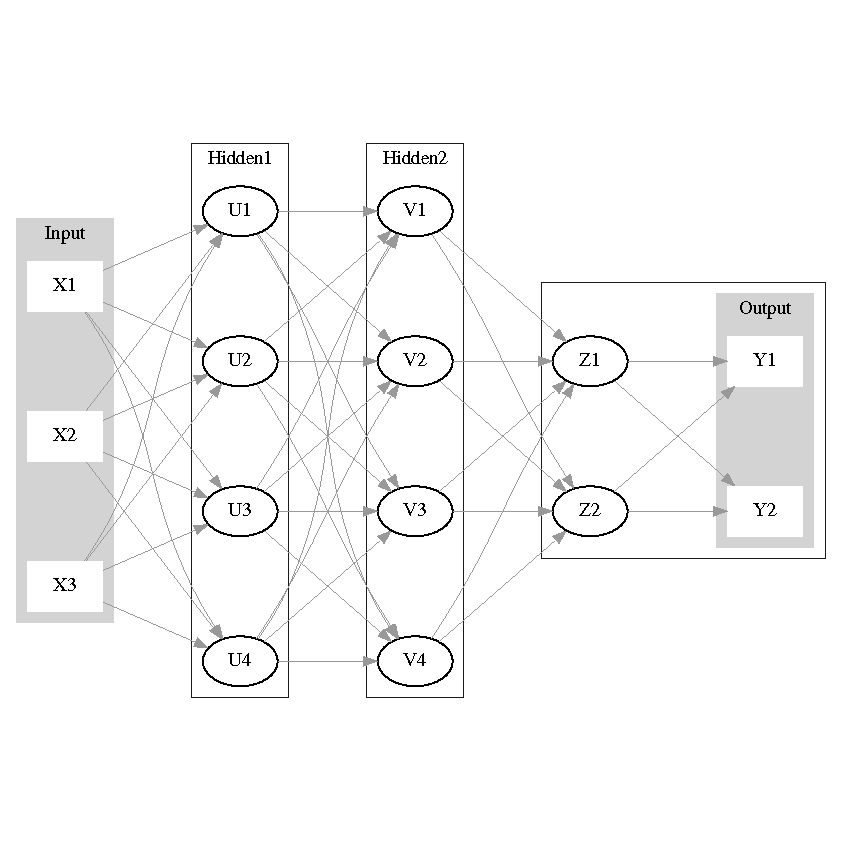 Input
X1
X2
X3
Hidden1
U1
U2
U3
U4
Hidden2
V1
V2
V3
V4
Z1
Z2
Output
Y1
Y2